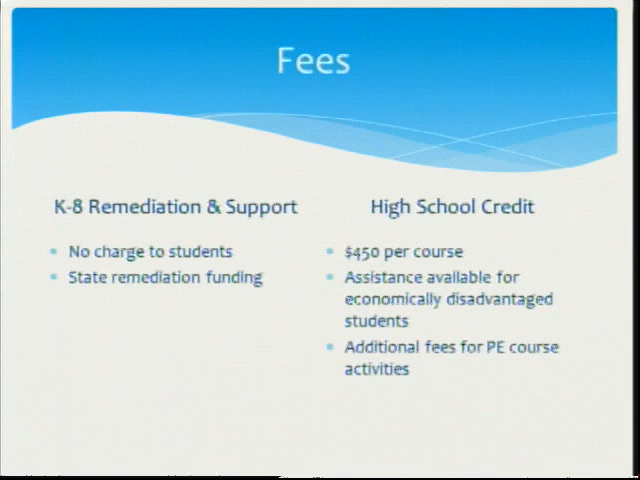 Fees
K-8 Remediation & Support
No charge to students
State remediation funding
High School Credit
$450 per course
Assistance available for
economically disadvantaged
students
Additional fees for PE course
activities